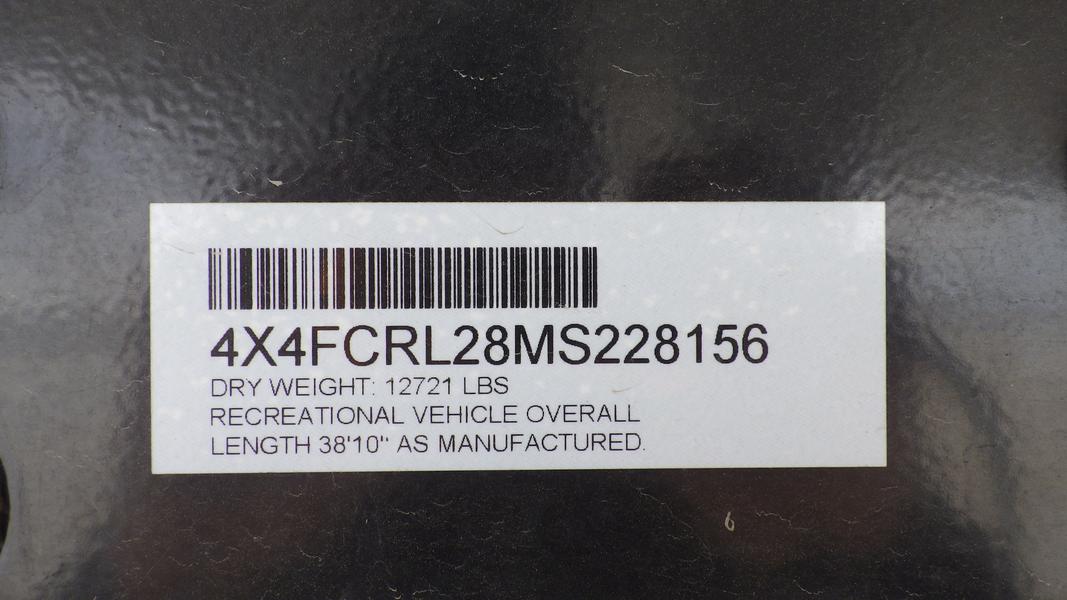 4X4FCRL28MS228156
DRY WEIGHT: 12721 LBS
RECREATIONAL VEHICLE OVERALL
LENGTH 38'10" AS MANUFACTURED.